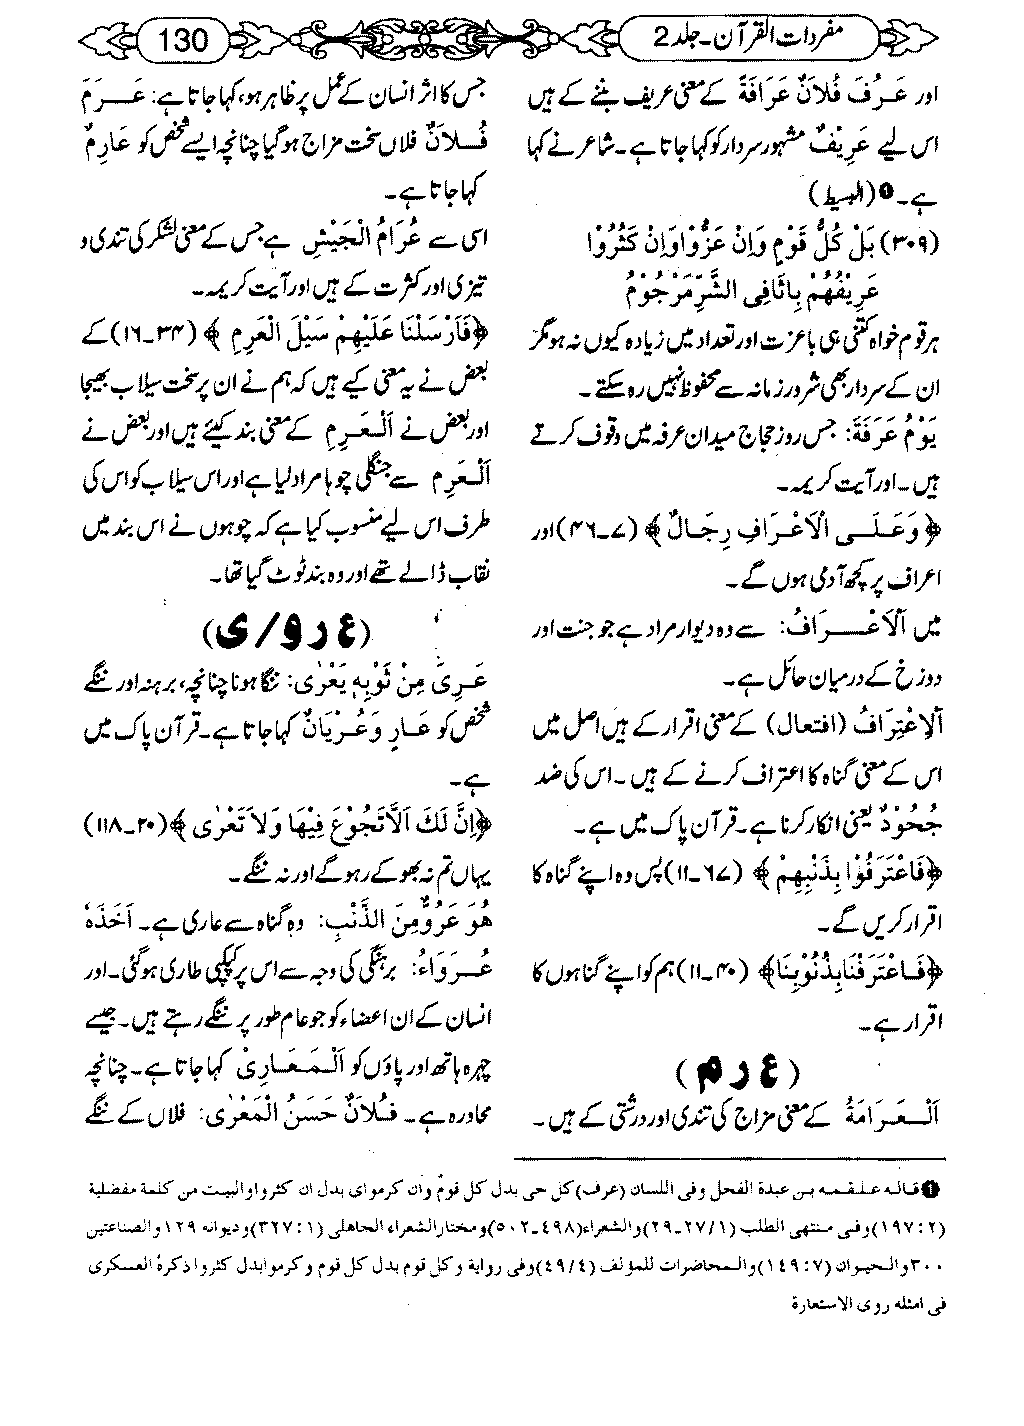 مفردات القرآن۔جلد 2
130
اور عَرُفَ فُلَانٌ عَرَافَةً کے معنی عریف بننے کے ہیں
اس لیے عَرِیْفٌ مشہور سردار کو کہا جاتا ہے۔شاعر نے کہا
ہے۔❶ (البسیط)
(۳۰۹) بَلْ كُلُّ قَوْمٍ وَاِنْ عَزُّوْا وَاِنْ كَثُرُوْا
عَرِيْفُهُمْ بِاَثَافِى الشَّرِّ مَرْجُوْمُ
ہر قوم خواہ کتنی ہی باعزت اور تعداد میں زیادہ کیوں نہ ہو مگر
ان کے سردار بھی شرور زمانہ سے محفوظ نہیں رہ سکتے۔
یَوْمُ عَرَفَةَ: جس روز حجاج میدان عرفہ میں وقوف کرتے
ہیں۔اور آیت کریمہ۔
﴿وَعَلَى الْاَعْرَافِ رِجَالٌ﴾ (۷۔۴۶) اور
اعراف پر کچھ آدمی ہوں گے۔
میں اَلْاَعْرَافُ: سے وہ دیوار مراد ہے جو جنت اور
دوزخ کے درمیان حائل ہے۔
اَلْاِعْتِرَافُ (افتعال) کے معنی اقرار کے ہیں اصل میں
اس کے معنی گناہ کا اعتراف کرنے کے ہیں۔اس کی ضد
جُحُوْدٌ یعنی انکار کرنا ہے۔قرآن پاک میں ہے۔
﴿فَاعْتَرَفُوْا بِذَنْبِهِمْ﴾ (۶۷۔۱۱) پس وہ اپنے گناہ کا
اقرار کریں گے۔
﴿فَاعْتَرَفْنَا بِذُنُوْبِنَا﴾ (۴۰۔۱۱) ہم کو اپنے گناہوں کا
اقرار ہے۔
(ع ر م)
اَلْعَرَامَةُ کے معنی مزاج کی تندی اور درشتی کے ہیں۔
جس کا اثر انسان کے عمل پر ظاہر ہو، کہا جاتا ہے: عَرَمَ
فُلَانٌ فلاں سخت مزاج ہو گیا چنانچہ ایسے شخص کو عَارِمٌ
کہا جاتا ہے۔
اسی سے عُرَامُ الْجَيْشِ ہے جس کے معنی لشکر کی تندی و
تیزی اور کثرت کے ہیں اور آیت کریمہ۔
﴿فَاَرْسَلْنَا عَلَيْهِمْ سَيْلَ الْعَرِمِ﴾ (۳۴۔۱۶) کے
بعض نے یہ معنی کیے ہیں کہ ہم نے ان پر سخت سیلاب بھیجا
اور بعض نے اَلْعَرِمِ کے معنی بند کیئے ہیں اور بعض نے
اَلْعَرِم سے جنگلی چوہا مراد لیا ہے اور اس سیلاب کو اس کی
طرف اس لیے منسوب کیا ہے کہ چوہوں نے اس بند میں
نقاب ڈالے تھے اور وہ بند ٹوٹ گیا تھا۔
(ع ر و/ی)
عَرِىَ مِنْ ثَوْبِهٖ يَعْرٰى: ننگا ہونا چنانچہ، برہنہ اور ننگے
شخص کو عَارٍ وَعُرْيَانٌ کہا جاتا ہے۔قرآن پاک میں
ہے۔
﴿اِنَّ لَكَ اَلَّا تَجُوْعَ فِيْهَا وَلَا تَعْرٰى﴾ (۲۰۔۱۱۸)
یہاں تم نہ بھوکے رہو گے اور نہ ننگے۔
هُوَ عَرُوٌّ مِنَ الذَّنْبِ: وہ گناہ سے عاری ہے۔ اَخَذَهٗ
عُرَوَاءُ: برہنگی کی وجہ سے اس پر کپکپی طاری ہوگئی۔اور
انسان کے ان اعضاء کو جو عام طور پر ننگے رہتے ہیں۔جیسے
چہرہ ہاتھ اور پاؤں کو اَلْمَعَارِىْ کہا جاتا ہے۔چنانچہ
محاورہ ہے۔ فُلَانٌ حَسَنُ الْمَعْرٰى: فلاں کے ننگے
❶ قاله علقمه بن عبدة الفحل وفى اللسان (عرف) كل حى بدل كل قوم وان كرموا ى بدل ان كثروا والبيت من كلمة مفضلية
(۱۹۷:۲) وفى منتهى الطلب (۲۷/۱۔۲۹) والشعراء (۴۹۸۔۵۰۲) ومختار الشعراء الجاهلى (۳۲۷:۱) وديوانه ۱۲۹ والصناعتين
۳۰۰ والحيوان (۱۴۹:۷) والمحاضرات للمؤلف (۴۹/۴) وفى رواية وكل قوم بدل كل قوم و كرموا بدل كثروا ذكره العسكرى
فى امثله روى الاستعارة